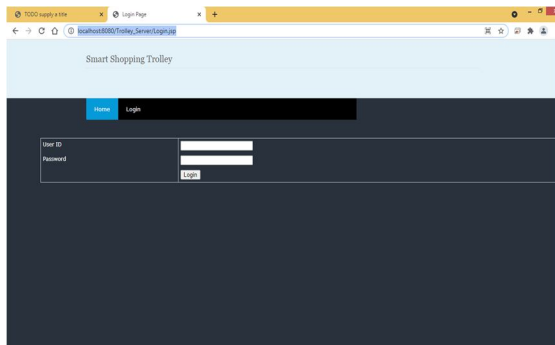 TODO supply a title
Login Page
localhost:8080/Trolley_Server/Login.jsp
Smart Shopping Trolley
Home Login
User ID
Password
Login